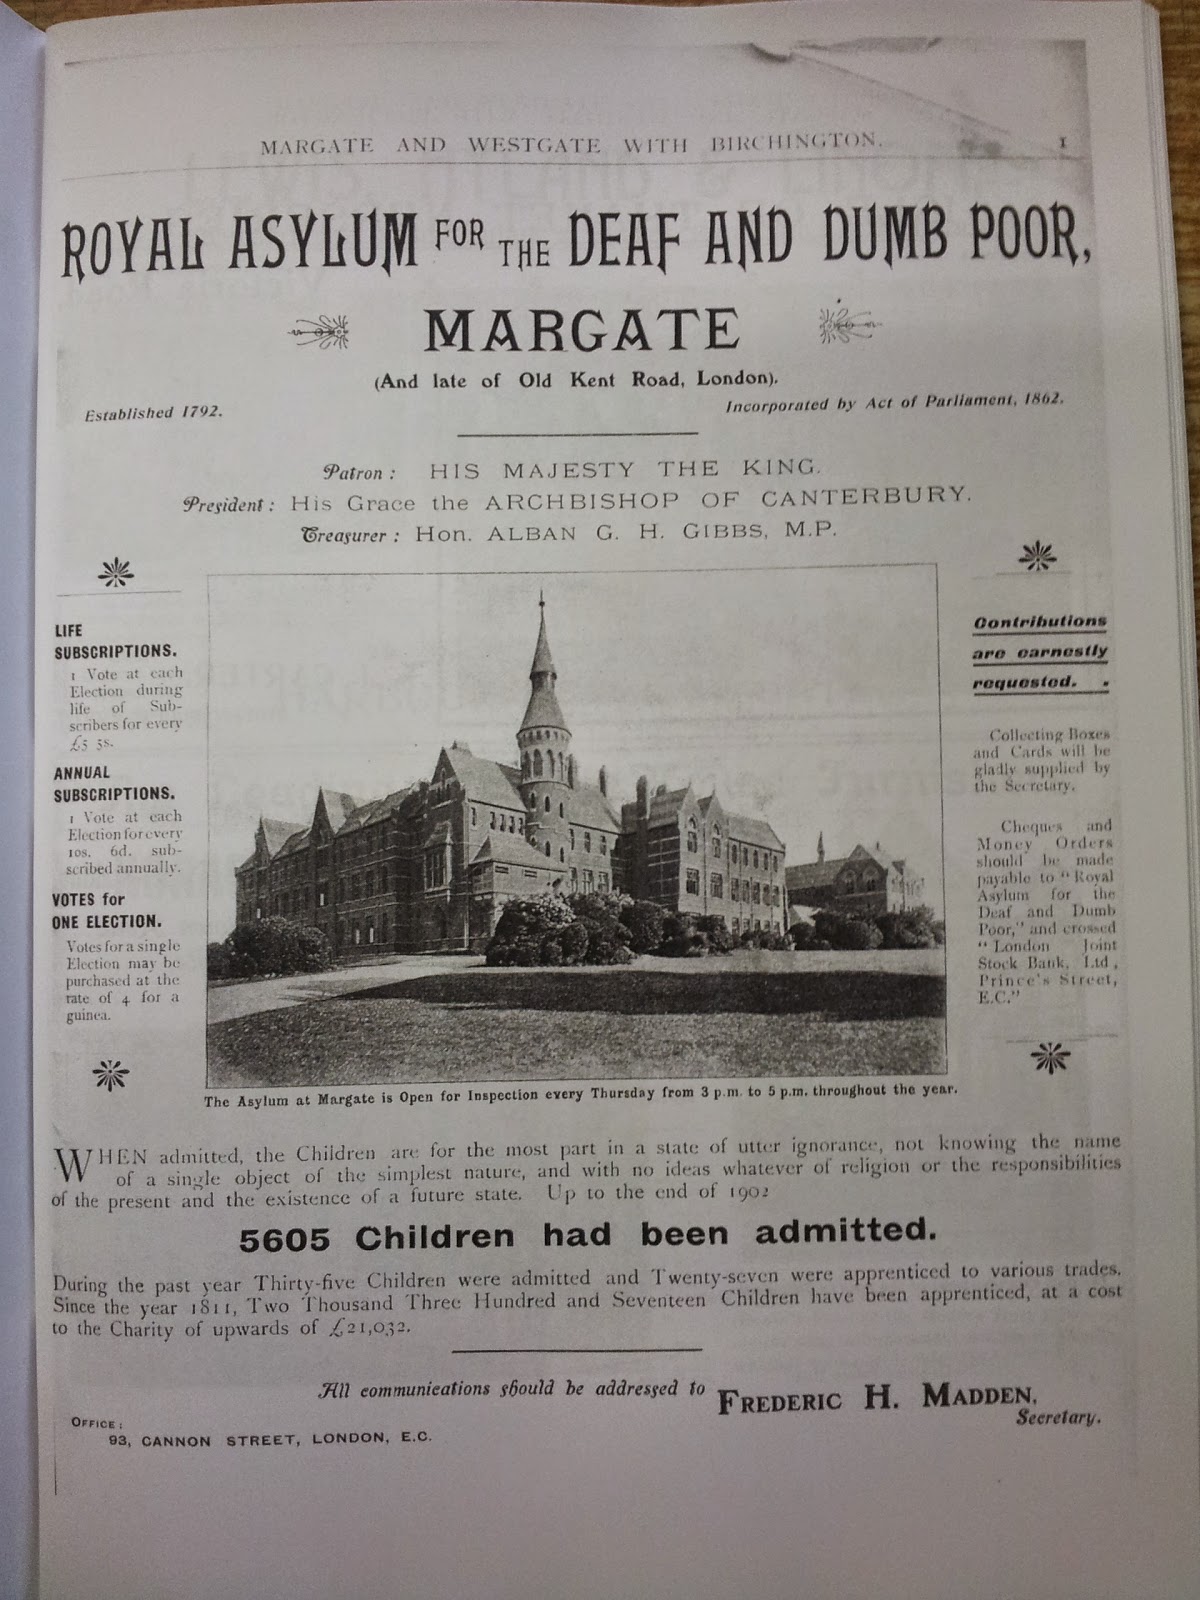 MARGATE AND WESTGATE WITH BIRCHINGTON.
1
ROYAL ASYLUM FOR THE DEAF AND DUMB POOR,
MARGATE
(And late of Old Kent Road, London).
Established 1792.
Incorporated by Act of Parliament, 1862.
Patron: HIS MAJESTY THE KING.
President: His Grace the ARCHBISHOP OF CANTERBURY.
Treasurer: Hon. ALBAN G. H. GIBBS, M.P.
LIFE
SUBSCRIPTIONS.
1 Vote at each
Election during
life of Sub-
scribers for every
£5 5s.
ANNUAL
SUBSCRIPTIONS.
1 Vote at each
Election for every
10s. 6d. sub-
scribed annually.
VOTES for
ONE ELECTION.
Votes for a single
Election may be
purchased at the
rate of 4 for a
guinea.
Contributions
are earnestly
requested.
Collecting Boxes
and Cards will be
gladly supplied by
the Secretary.
Cheques and
Money Orders
should be made
payable to "Royal
Asylum for the
Deaf and Dumb
Poor," and crossed
"London Joint
Stock Bank, Ltd.,
Prince's Street,
E.C."
The Asylum at Margate is Open for Inspection every Thursday from 3 p.m. to 5 p.m. throughout the year.
WHEN admitted, the Children are for the most part in a state of utter ignorance, not knowing the name
of a single object of the simplest nature, and with no ideas whatever of religion or the responsibilities
of the present and the existence of a future state. Up to the end of 1902
5605 Children had been admitted.
During the past year Thirty-five Children were admitted and Twenty-seven were apprenticed to various trades.
Since the year 1811, Two Thousand Three Hundred and Seventeen Children have been apprenticed, at a cost
to the Charity of upwards of £21,032.
All communications should be addressed to FREDERIC H. MADDEN,
Secretary.
OFFICE:
93, CANNON STREET, LONDON, E.C.